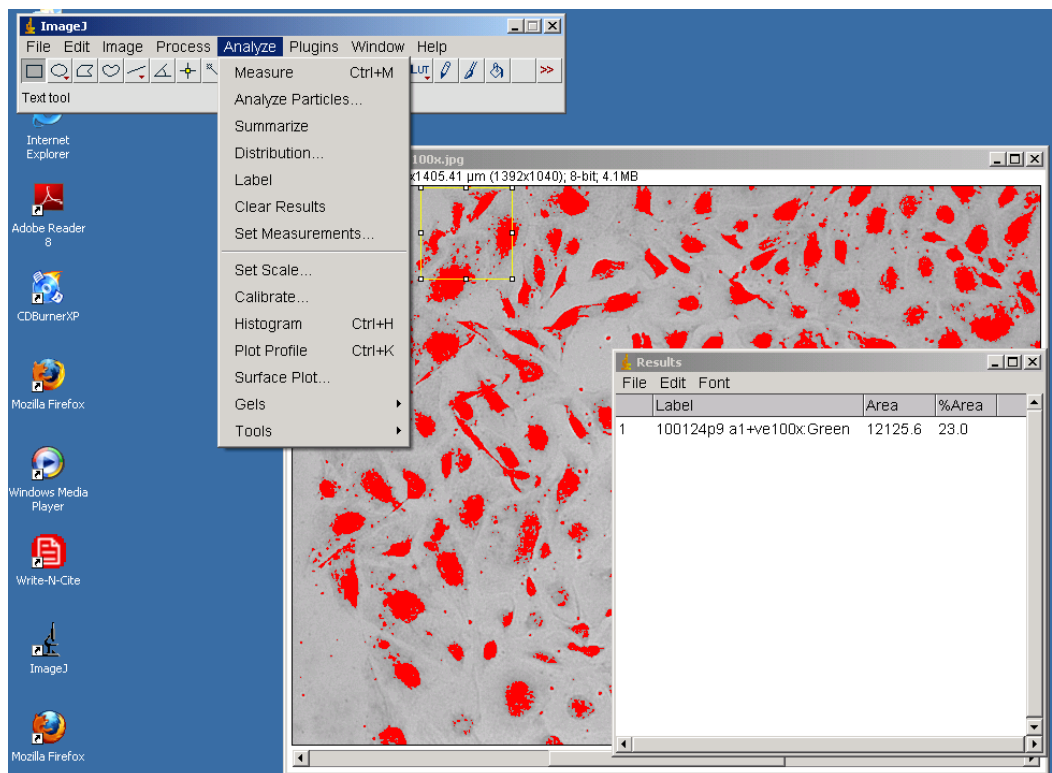 ImageJ
File Edit Image Process Analyze Plugins Window Help
LUT >>
Text tool
Measure Ctrl+M
Analyze Particles...
Summarize
Distribution...
Label
Clear Results
Set Measurements...
Set Scale...
Calibrate...
Histogram Ctrl+H
Plot Profile Ctrl+K
Surface Plot...
Gels
Tools
Internet
Explorer
Adobe Reader
8
CDBurnerXP
Mozilla Firefox
Windows Media
Player
Write-N-Cite
ImageJ
Mozilla Firefox
100x.jpg
x1405.41 µm (1392x1040); 8-bit; 4.1MB
Results
File Edit Font
Label Area %Area
1 100124p9 a1+ve100x:Green 12125.6 23.0